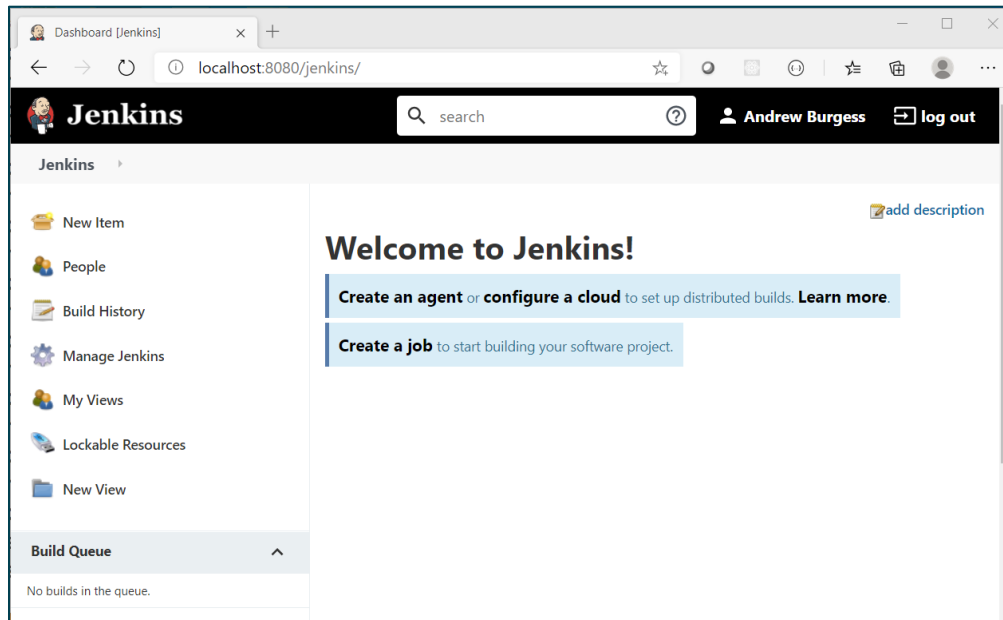 Dashboard [Jenkins]
localhost:8080/jenkins/
Jenkins
search
Andrew Burgess
log out
Jenkins
add description
New Item
People
Build History
Manage Jenkins
My Views
Lockable Resources
New View
Welcome to Jenkins!
Create an agent or configure a cloud to set up distributed builds. Learn more.
Create a job to start building your software project.
Build Queue
No builds in the queue.